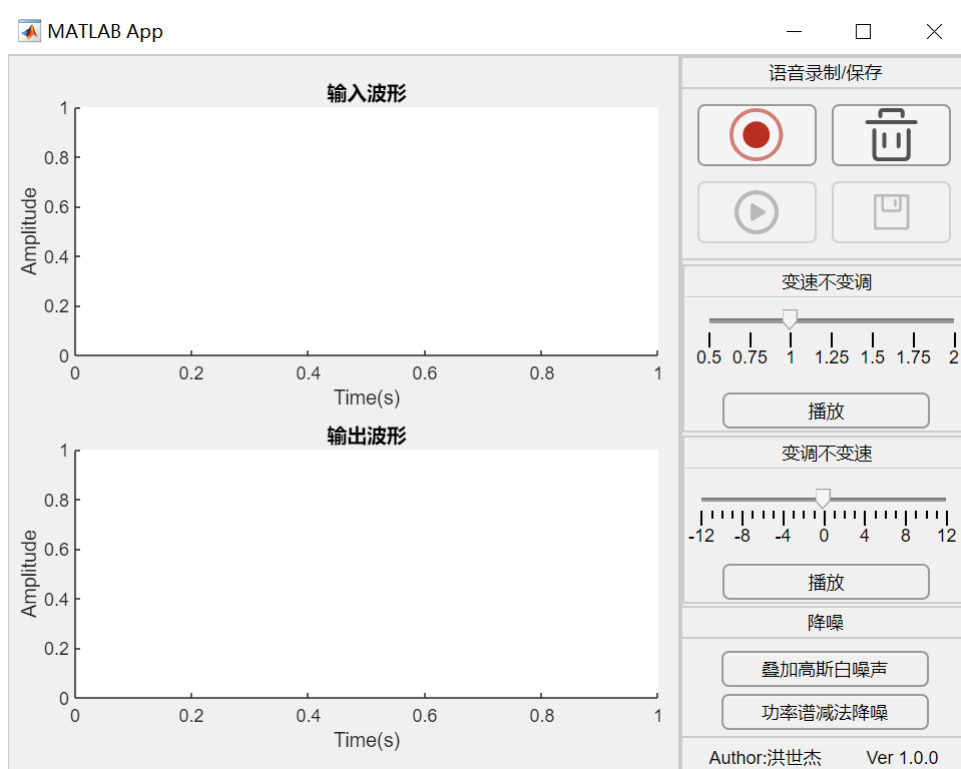 MATLAB App
输入波形
1
0.8
0.6
0.4
0.2
0
Amplitude
0 0.2 0.4 0.6 0.8 1
Time(s)
输出波形
1
0.8
0.6
0.4
0.2
0
Amplitude
0 0.2 0.4 0.6 0.8 1
Time(s)
语音录制/保存
变速不变调
0.5 0.75 1 1.25 1.5 1.75 2
播放
变调不变速
-12 -8 -4 0 4 8 12
播放
降噪
叠加高斯白噪声
功率谱减法降噪
Author:洪世杰 Ver 1.0.0